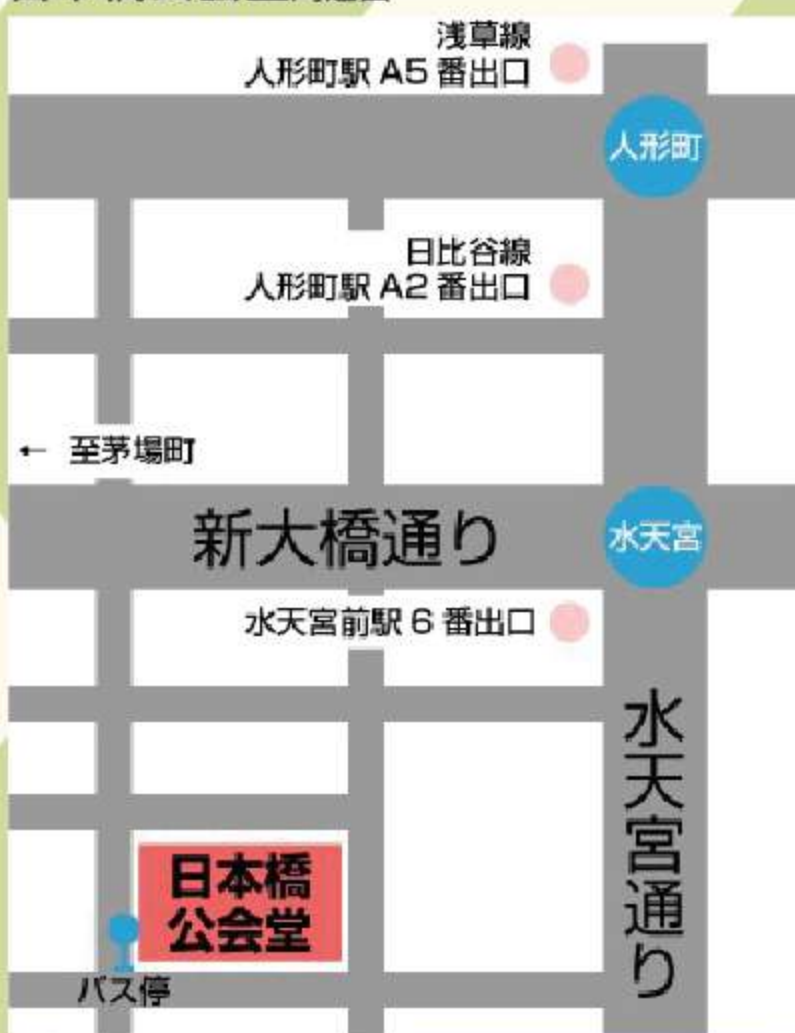 浅草線
人形町駅 A5 番出口
人形町
日比谷線
人形町駅 A2 番出口
← 至茅場町
新大橋通り
水天宮
水天宮前駅 6 番出口
水天宮通り
日本橋
公会堂
バス停